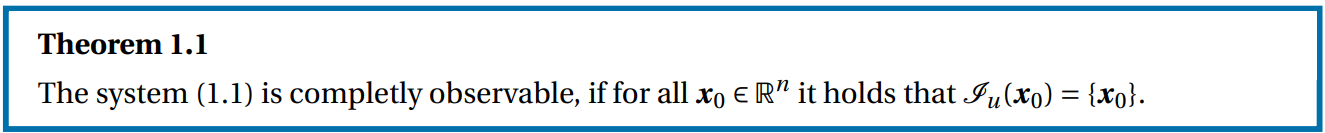 Theorem 1.1
The system (1.1) is completly observable, if for all 𝒙₀ ∈ ℝⁿ it holds that ℐᵤ(𝒙₀) = {𝒙₀}.